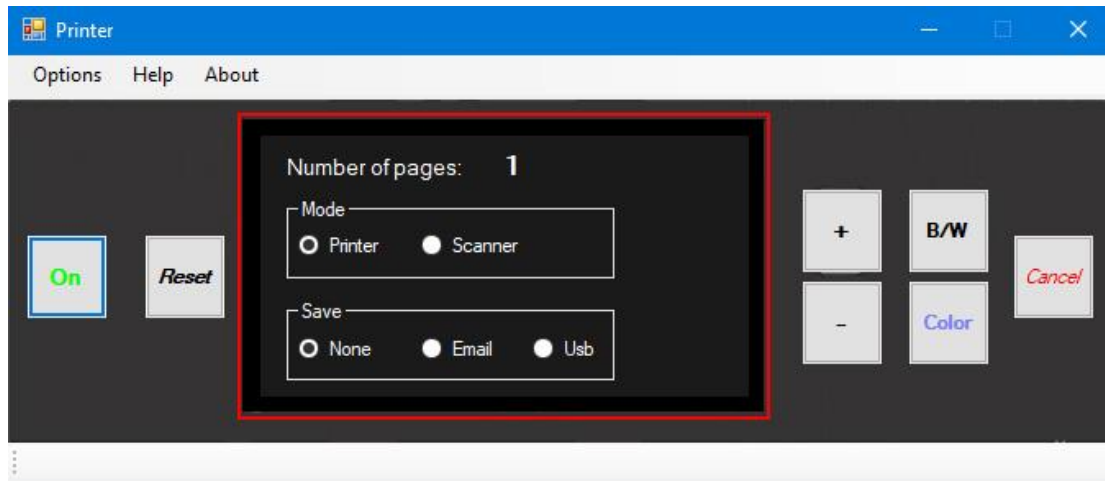 Printer
Options Help About
Number of pages: 1
Mode
Printer Scanner
Save
None Email Usb
On
Reset
+
B/W
-
Color
Cancel